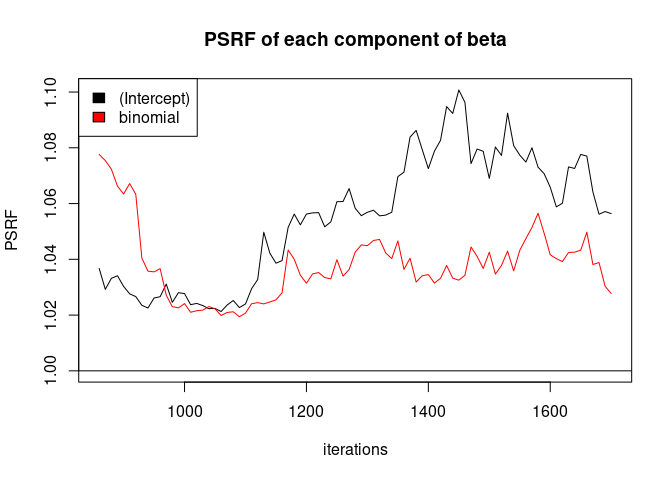 PSRF of each component of beta
(Intercept)
binomial
PSRF
1.10
1.08
1.06
1.04
1.02
1.00
1000 1200 1400 1600
iterations